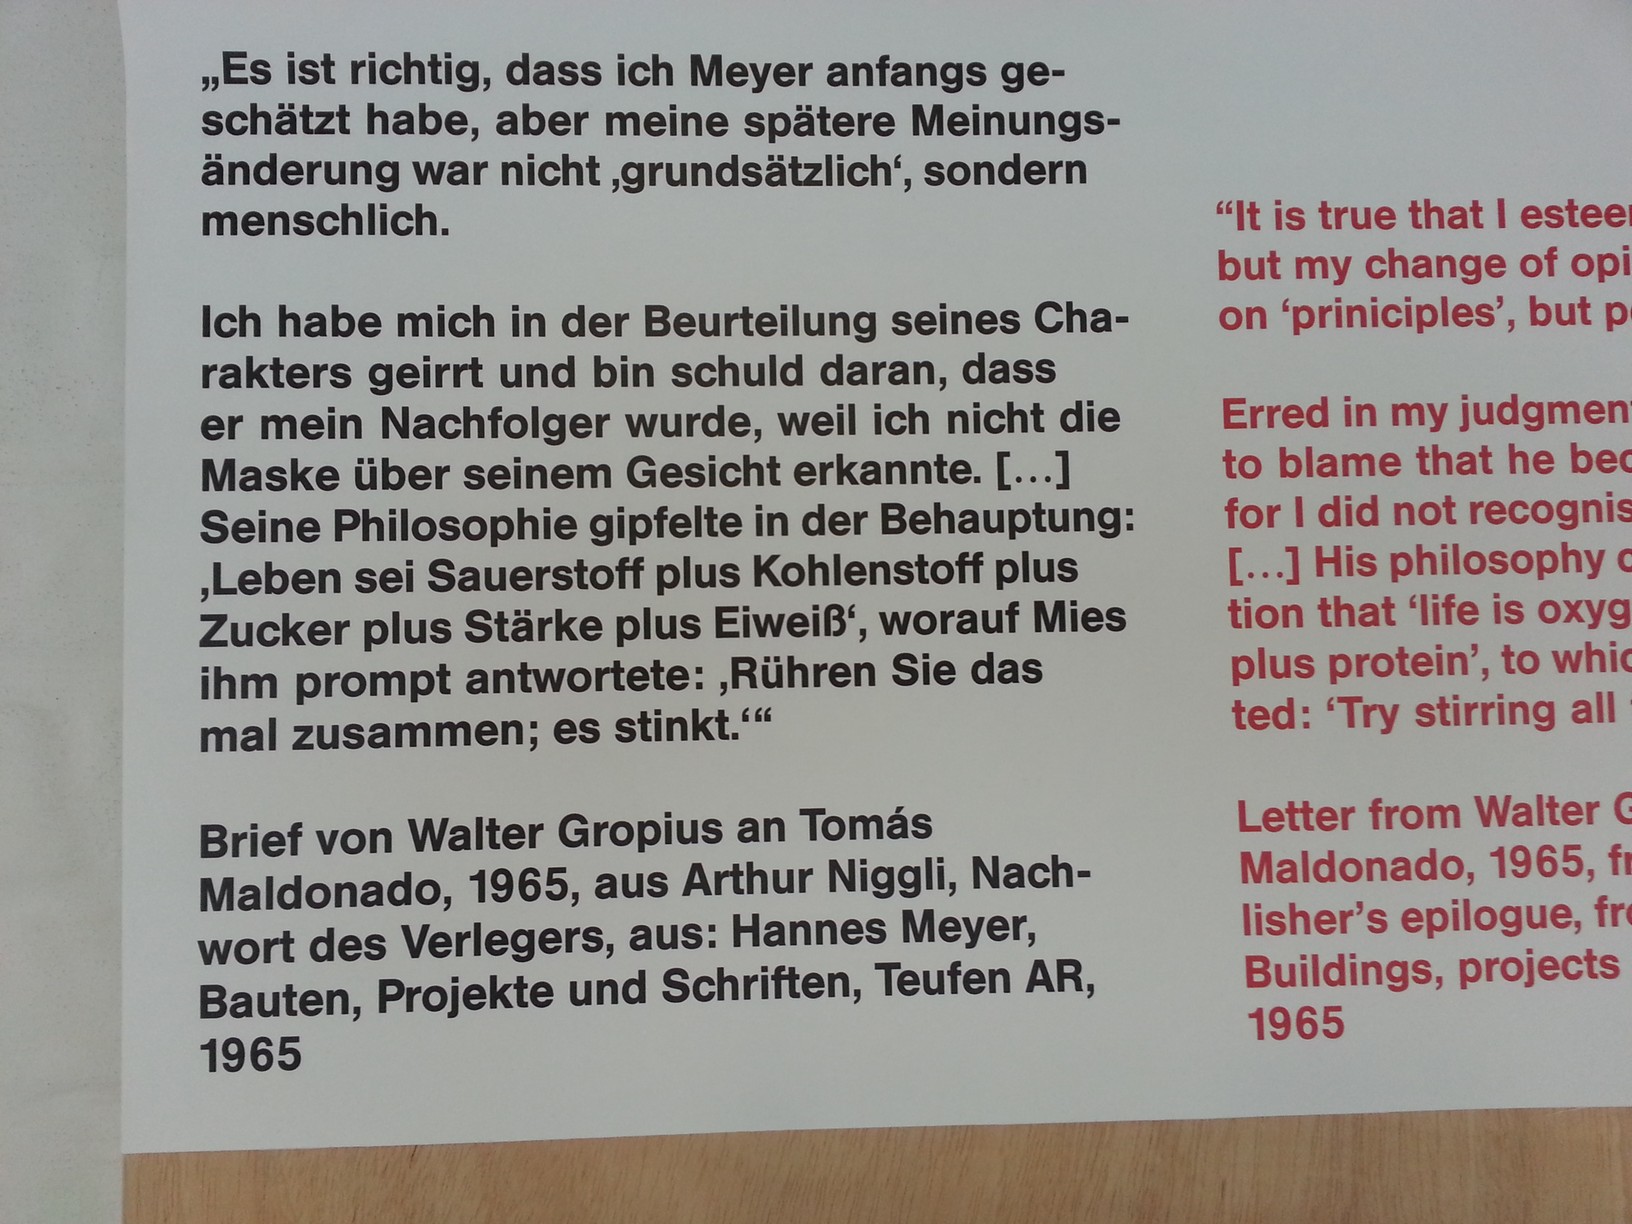 „Es ist richtig, dass ich Meyer anfangs ge-
schätzt habe, aber meine spätere Meinungs-
änderung war nicht ‚grundsätzlich‘, sondern
menschlich.
Ich habe mich in der Beurteilung seines Cha-
rakters geirrt und bin schuld daran, dass
er mein Nachfolger wurde, weil ich nicht die
Maske über seinem Gesicht erkannte. […]
Seine Philosophie gipfelte in der Behauptung:
‚Leben sei Sauerstoff plus Kohlenstoff plus
Zucker plus Stärke plus Eiweiß‘, worauf Mies
ihm prompt antwortete: ‚Rühren Sie das
mal zusammen; es stinkt.‘“
Brief von Walter Gropius an Tomás
Maldonado, 1965, aus Arthur Niggli, Nach-
wort des Verlegers, aus: Hannes Meyer,
Bauten, Projekte und Schriften, Teufen AR,
1965
“It is true that I
but my change of
on ‘priniciples’, but
Erred in my
to blame that he
for I did not
[…] His philosophy
tion that ‘life is
plus protein’, to
ted: ‘Try stirring all
Letter from Walter
Maldonado, 1965,
lisher’s epilogue,
Buildings, projects
1965